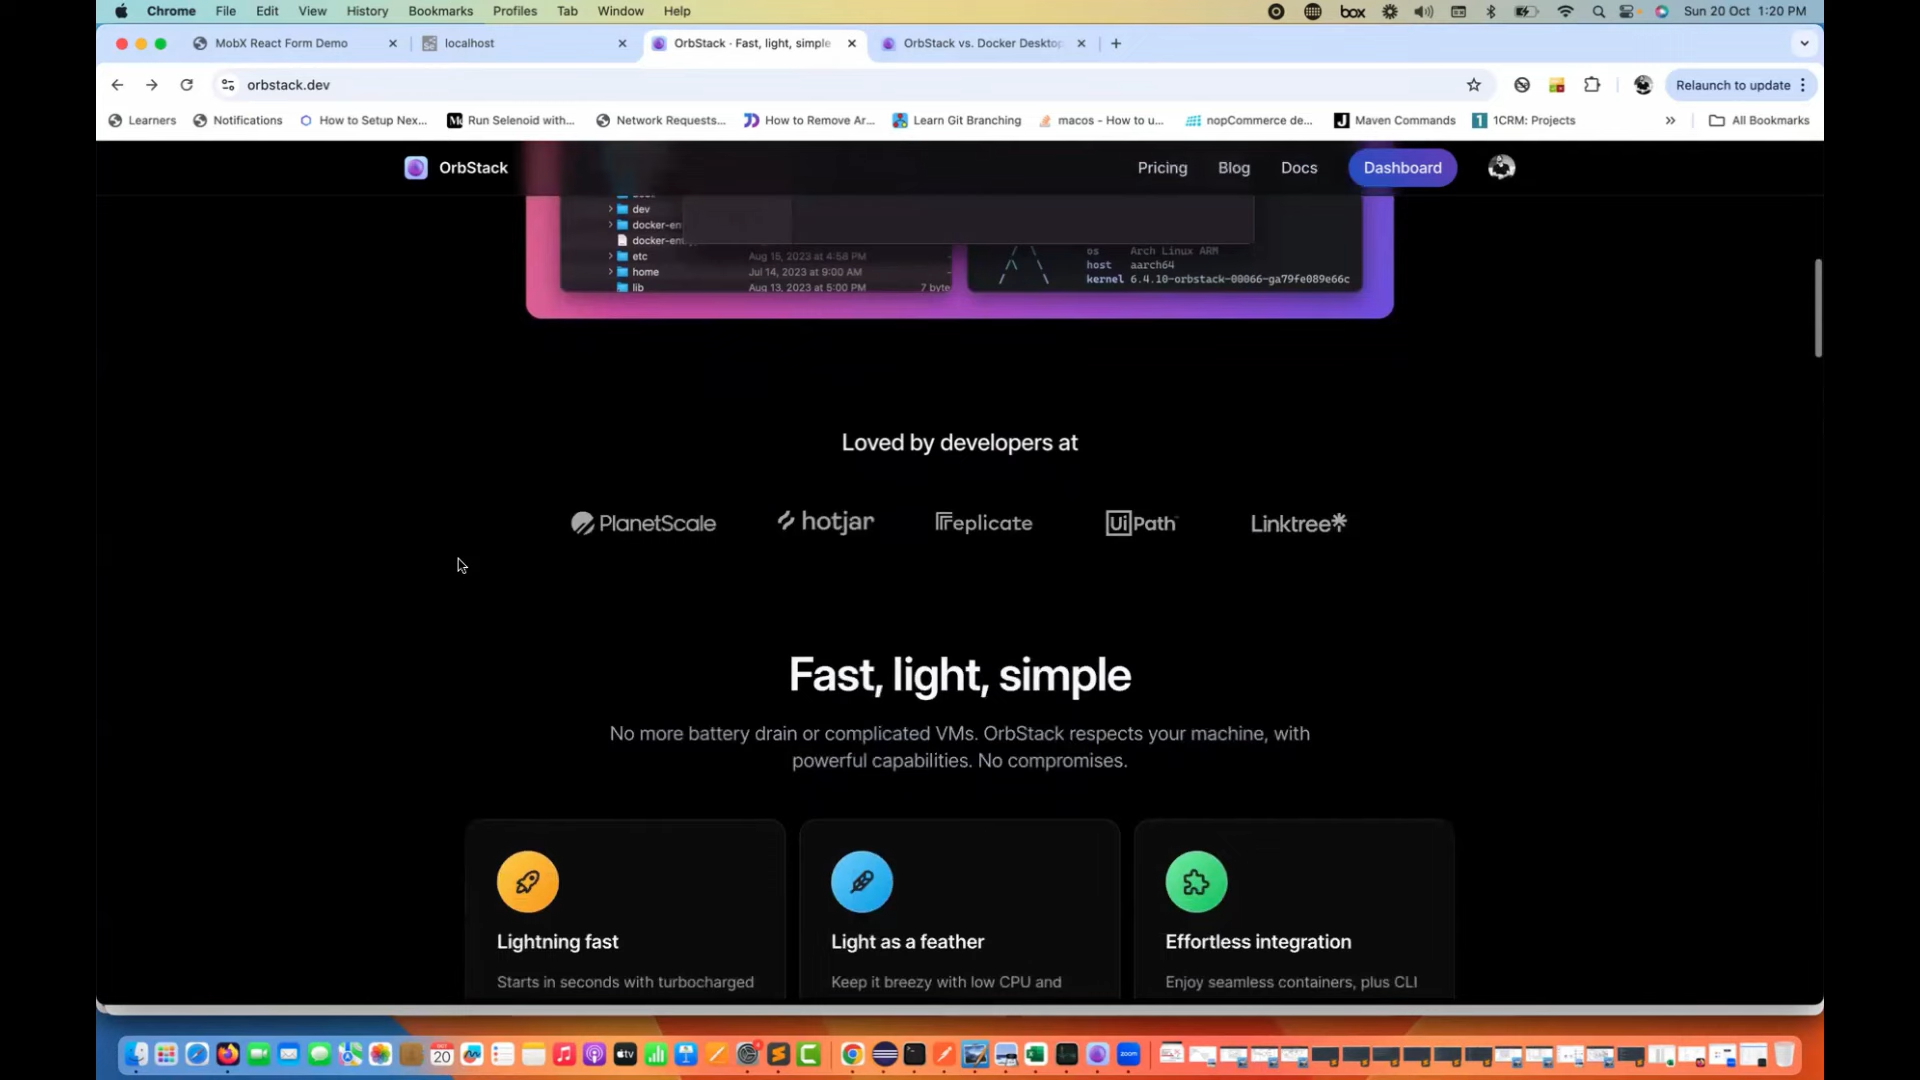 Chrome File Edit View History Bookmarks Profiles Tab Window Help
box Sun 20 Oct 1:20 PM
MobX React Form Demo
localhost
OrbStack · Fast, light, simple
OrbStack vs. Docker Desktop
orbstack.dev
Relaunch to update
Learners Notifications How to Setup Nex... Run Selenoid with... Network Requests... How to Remove Ar... Learn Git Branching macos - How to u... nopCommerce de... Maven Commands 1CRM: Projects » All Bookmarks
OrbStack Pricing Blog Docs Dashboard
dev
docker-en
docker-en
etc Aug 15, 2023 at 4:58 PM
home Jul 14, 2023 at 9:00 AM
lib Aug 13, 2023 at 5:00 PM 7 byte
os Arch Linux ARM
host aarch64
kernel 6.4.10-orbstack-00066-ga79fe089e66c
Loved by developers at
PlanetScale hotjar Replicate UiPath Linktree
Fast, light, simple
No more battery drain or complicated VMs. OrbStack respects your machine, with
powerful capabilities. No compromises.
Lightning fast
Starts in seconds with turbocharged
Light as a feather
Keep it breezy with low CPU and
Effortless integration
Enjoy seamless containers, plus CLI
OCT
20
tv
zoom